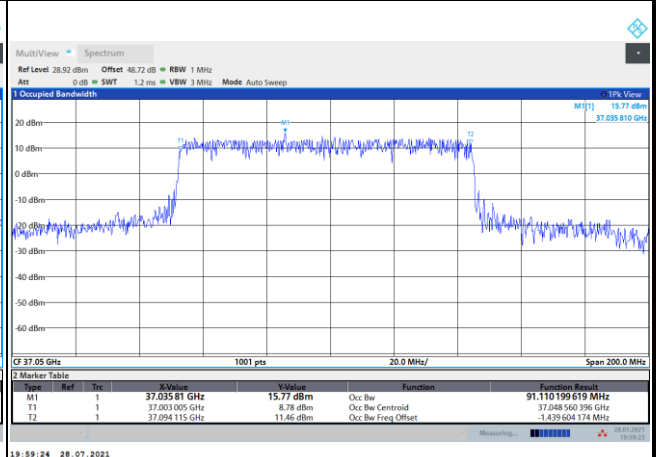 MultiView Spectrum
Ref Level 28.92 dBm Offset 48.72 dB RBW 1 MHz
Att 0 dB SWT 1.2 ms VBW 3 MHz Mode Auto Sweep
1 Occupied Bandwidth 1Pk View
M1[1] 15.77 dBm
37.035 810 GHz
20 dBm
M1
T1
T2
10 dBm
0 dBm
-10 dBm
-20 dBm
-30 dBm
-40 dBm
-50 dBm
-60 dBm
CF 37.05 GHz 1001 pts 20.0 MHz/ Span 200.0 MHz
2 Marker Table
Type Ref Trc X-Value Y-Value Function Function Result
M1 1 37.035 81 GHz 15.77 dBm Occ Bw 91.110 199 619 MHz
T1 1 37.003 005 GHz 8.78 dBm Occ Bw Centroid 37.048 560 396 GHz
T2 1 37.094 115 GHz 11.46 dBm Occ Bw Freq Offset -1.439 604 174 MHz
Measuring... 28.07.2021
19:59:23
19:59:24 28.07.2021